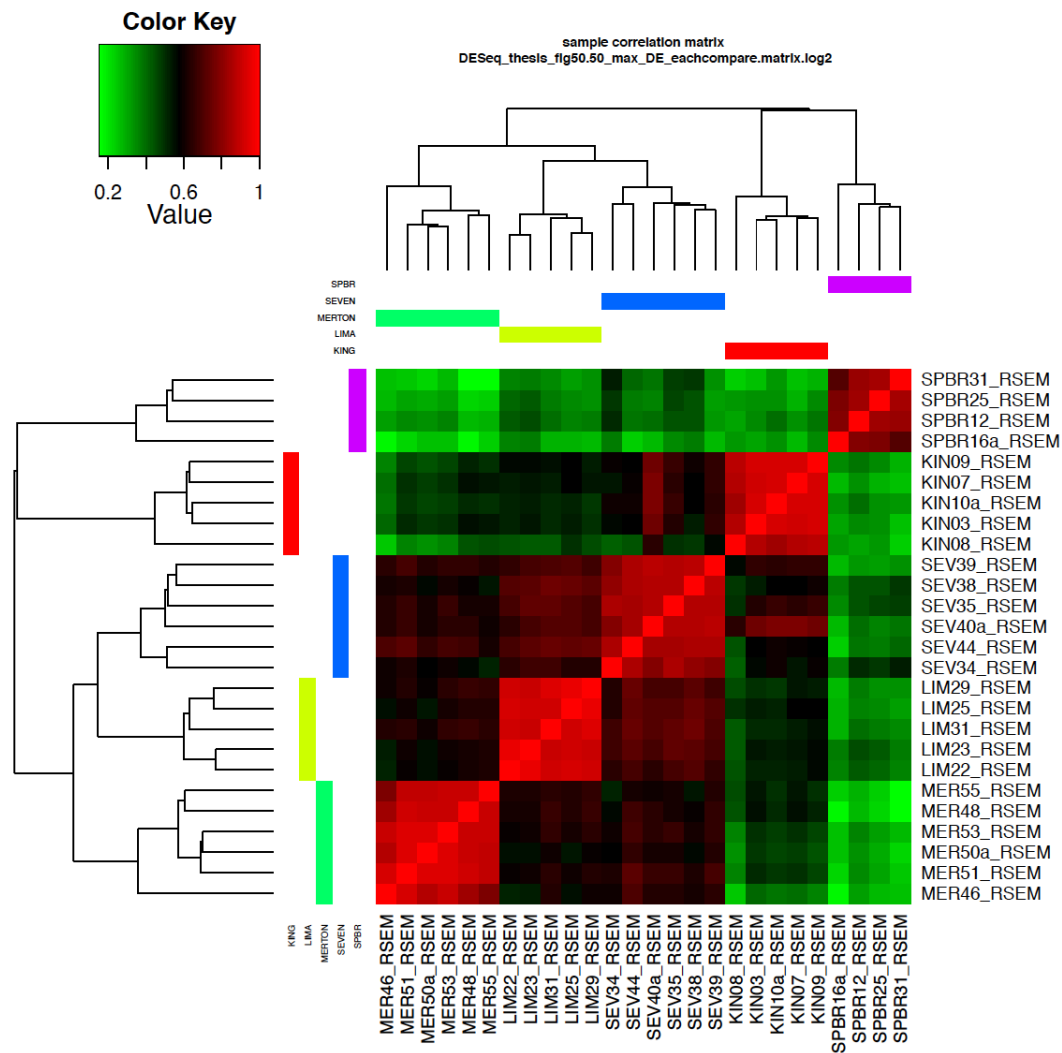 Color Key
0.2 0.6 1
Value
sample correlation matrix
DESeq_thesis_fig50.50_max_DE_eachcompare.matrix.log2
SPBR
SEVEN
MERTON
LIMA
KING
SPBR31_RSEM
SPBR25_RSEM
SPBR12_RSEM
SPBR16a_RSEM
KIN09_RSEM
KIN07_RSEM
KIN10a_RSEM
KIN03_RSEM
KIN08_RSEM
SEV39_RSEM
SEV38_RSEM
SEV35_RSEM
SEV40a_RSEM
SEV44_RSEM
SEV34_RSEM
LIM29_RSEM
LIM25_RSEM
LIM31_RSEM
LIM23_RSEM
LIM22_RSEM
MER55_RSEM
MER48_RSEM
MER53_RSEM
MER50a_RSEM
MER51_RSEM
MER46_RSEM
KING
LIMA
MERTON
SEVEN
SPBR
MER46_RSEM
MER51_RSEM
MER50a_RSEM
MER53_RSEM
MER48_RSEM
MER55_RSEM
LIM22_RSEM
LIM23_RSEM
LIM31_RSEM
LIM25_RSEM
LIM29_RSEM
SEV34_RSEM
SEV44_RSEM
SEV40a_RSEM
SEV35_RSEM
SEV38_RSEM
SEV39_RSEM
KIN08_RSEM
KIN03_RSEM
KIN10a_RSEM
KIN07_RSEM
KIN09_RSEM
SPBR16a_RSEM
SPBR12_RSEM
SPBR25_RSEM
SPBR31_RSEM